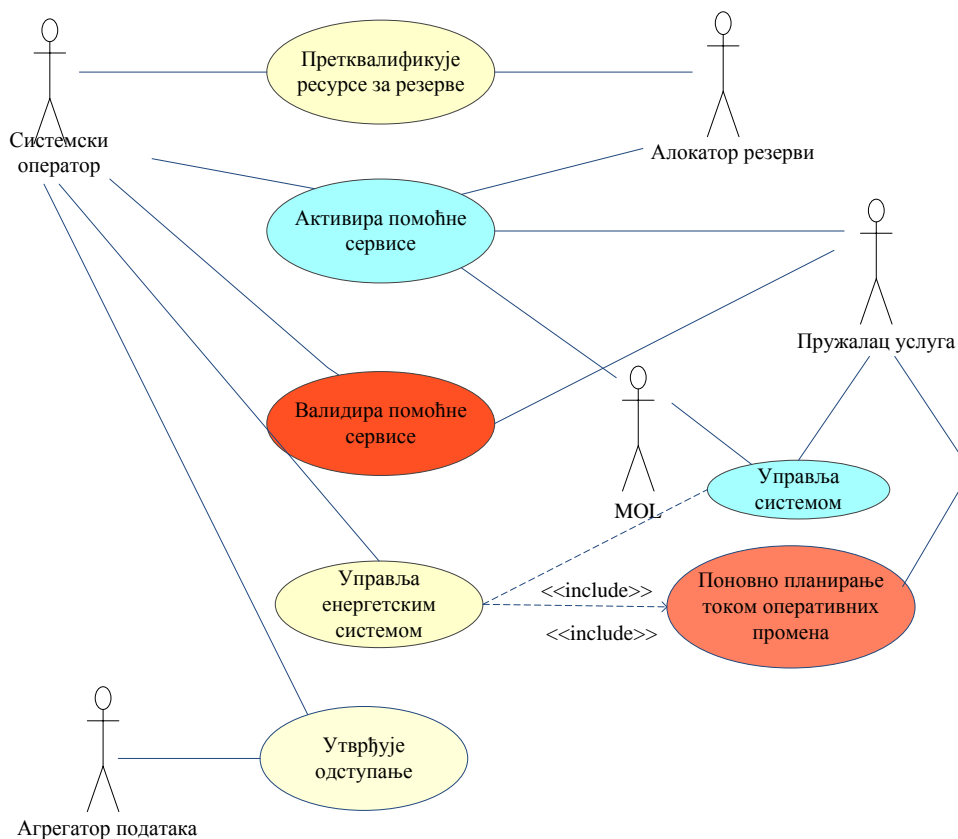 Претквалификује
ресурсе за резерве
Системски
оператор
Алокатор резерви
Активира помоћне
сервисе
Пружалац услуга
Валидира помоћне
сервисе
MOL
Управља
системом
Управља
енергетским
системом
<<include>>
<<include>>
Поновно планирање
током оперативних
промена
Утврђује
одступање
Агрегатор података